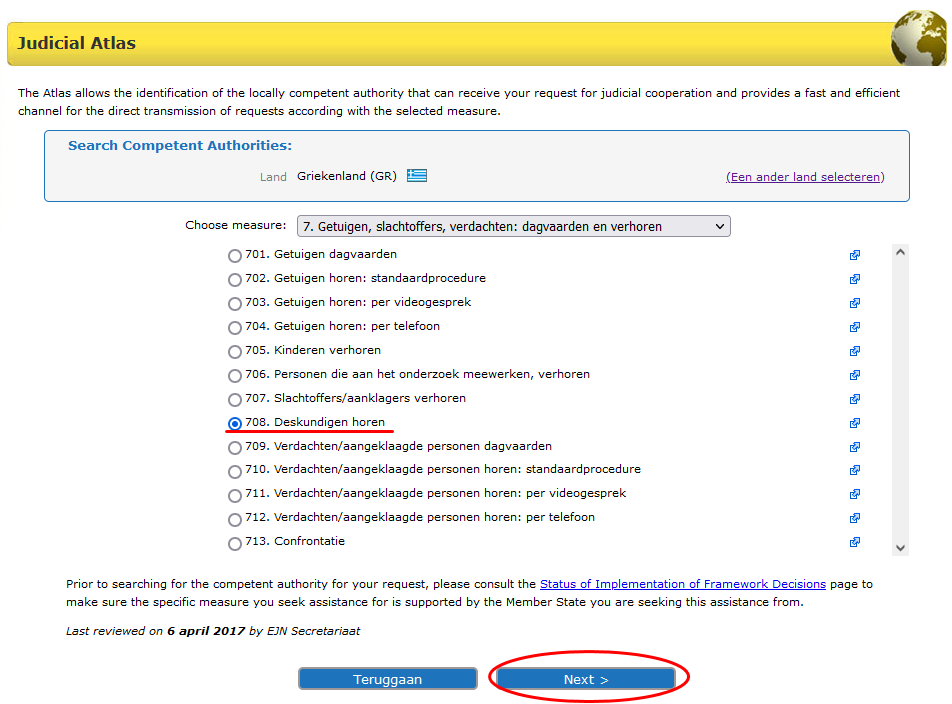 Judicial Atlas
The Atlas allows the identification of the locally competent authority that can receive your request for judicial cooperation and provides a fast and efficient
channel for the direct transmission of requests according with the selected measure.
Search Competent Authorities:
Land Griekenland (GR) (Een ander land selecteren)
Choose measure: 7. Getuigen, slachtoffers, verdachten: dagvaarden en verhoren
701. Getuigen dagvaarden
702. Getuigen horen: standaardprocedure
703. Getuigen horen: per videogesprek
704. Getuigen horen: per telefoon
705. Kinderen verhoren
706. Personen die aan het onderzoek meewerken, verhoren
707. Slachtoffers/aanklagers verhoren
708. Deskundigen horen
709. Verdachten/aangeklaagde personen dagvaarden
710. Verdachten/aangeklaagde personen horen: standaardprocedure
711. Verdachten/aangeklaagde personen horen: per videogesprek
712. Verdachten/aangeklaagde personen horen: per telefoon
713. Confrontatie
Prior to searching for the competent authority for your request, please consult the Status of Implementation of Framework Decisions page to
make sure the specific measure you seek assistance for is supported by the Member State you are seeking this assistance from.
Last reviewed on 6 april 2017 by EJN Secretariaat
Teruggaan Next >